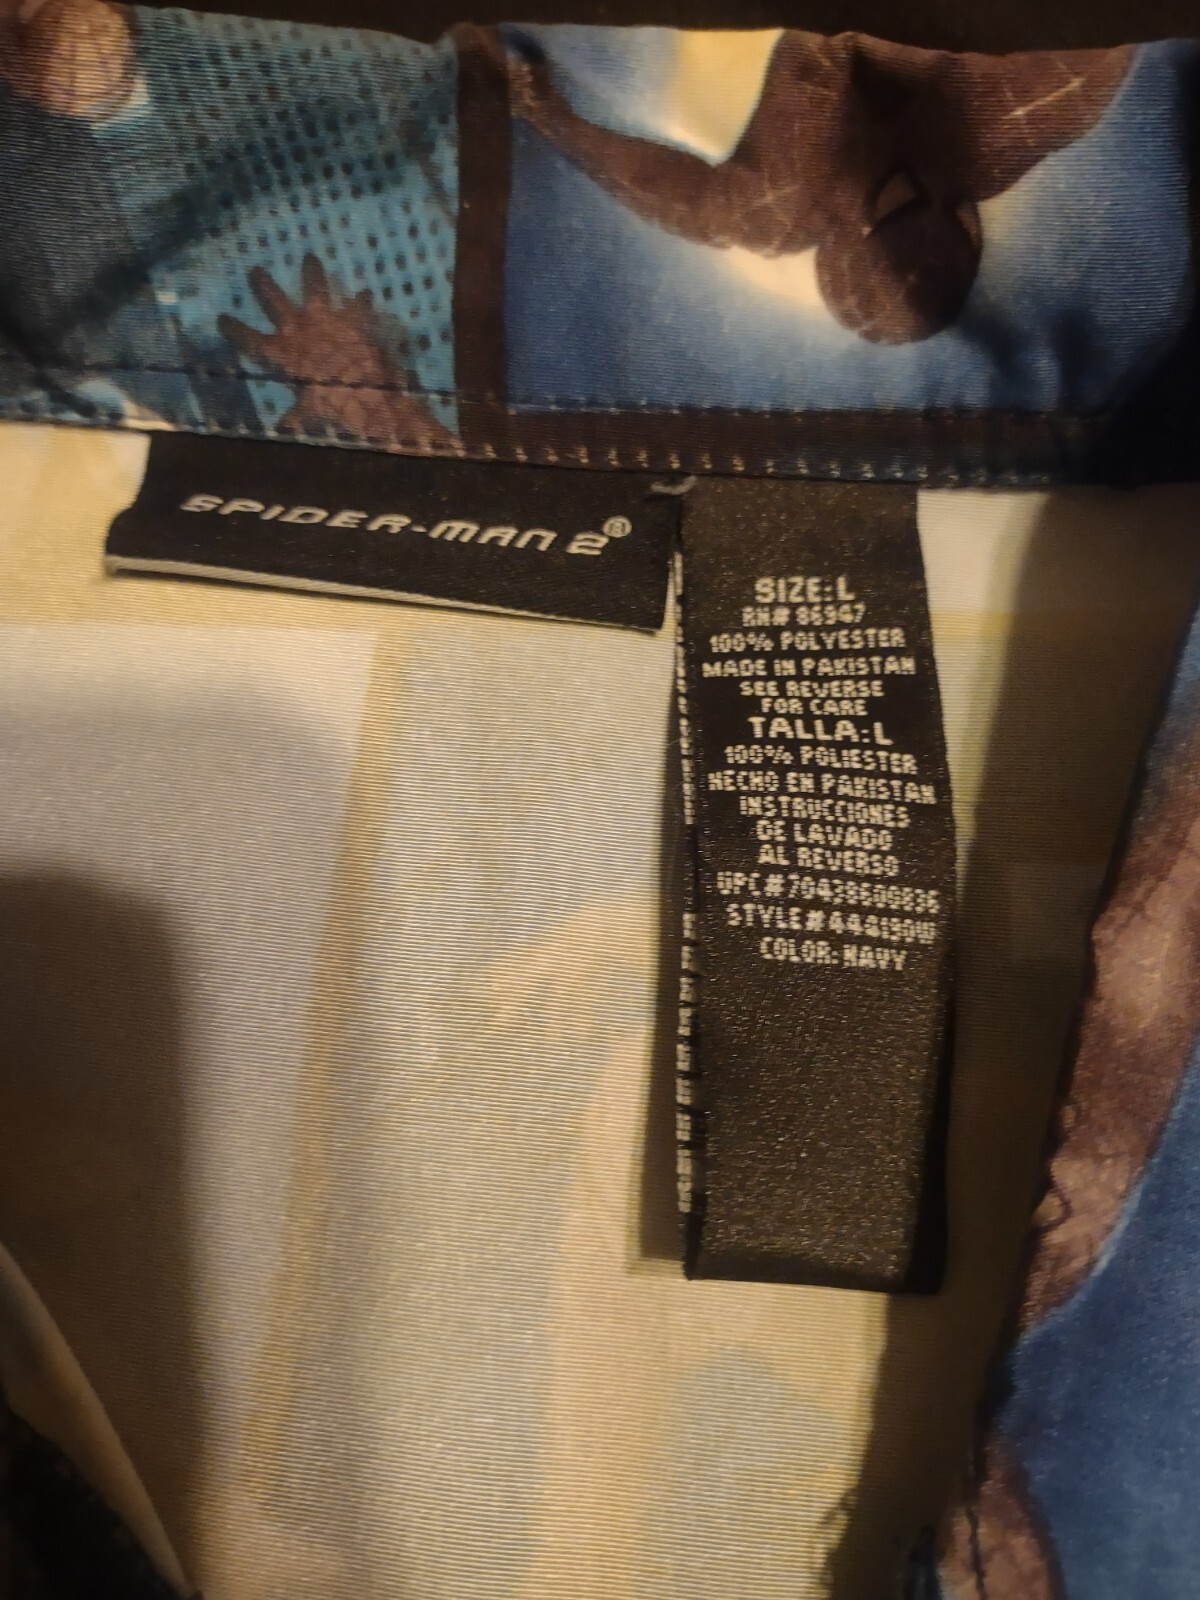 SPIDER-MAN 2®
SIZE: L
RN# 86947
100% POLYESTER
MADE IN PAKISTAN
SEE REVERSE
FOR CARE
TALLA: L
100% POLIESTER
HECHO EN PAKISTAN
INSTRUCCIONES
DE LAVADO
AL REVERSO
UPC#
COLOR: NAVY